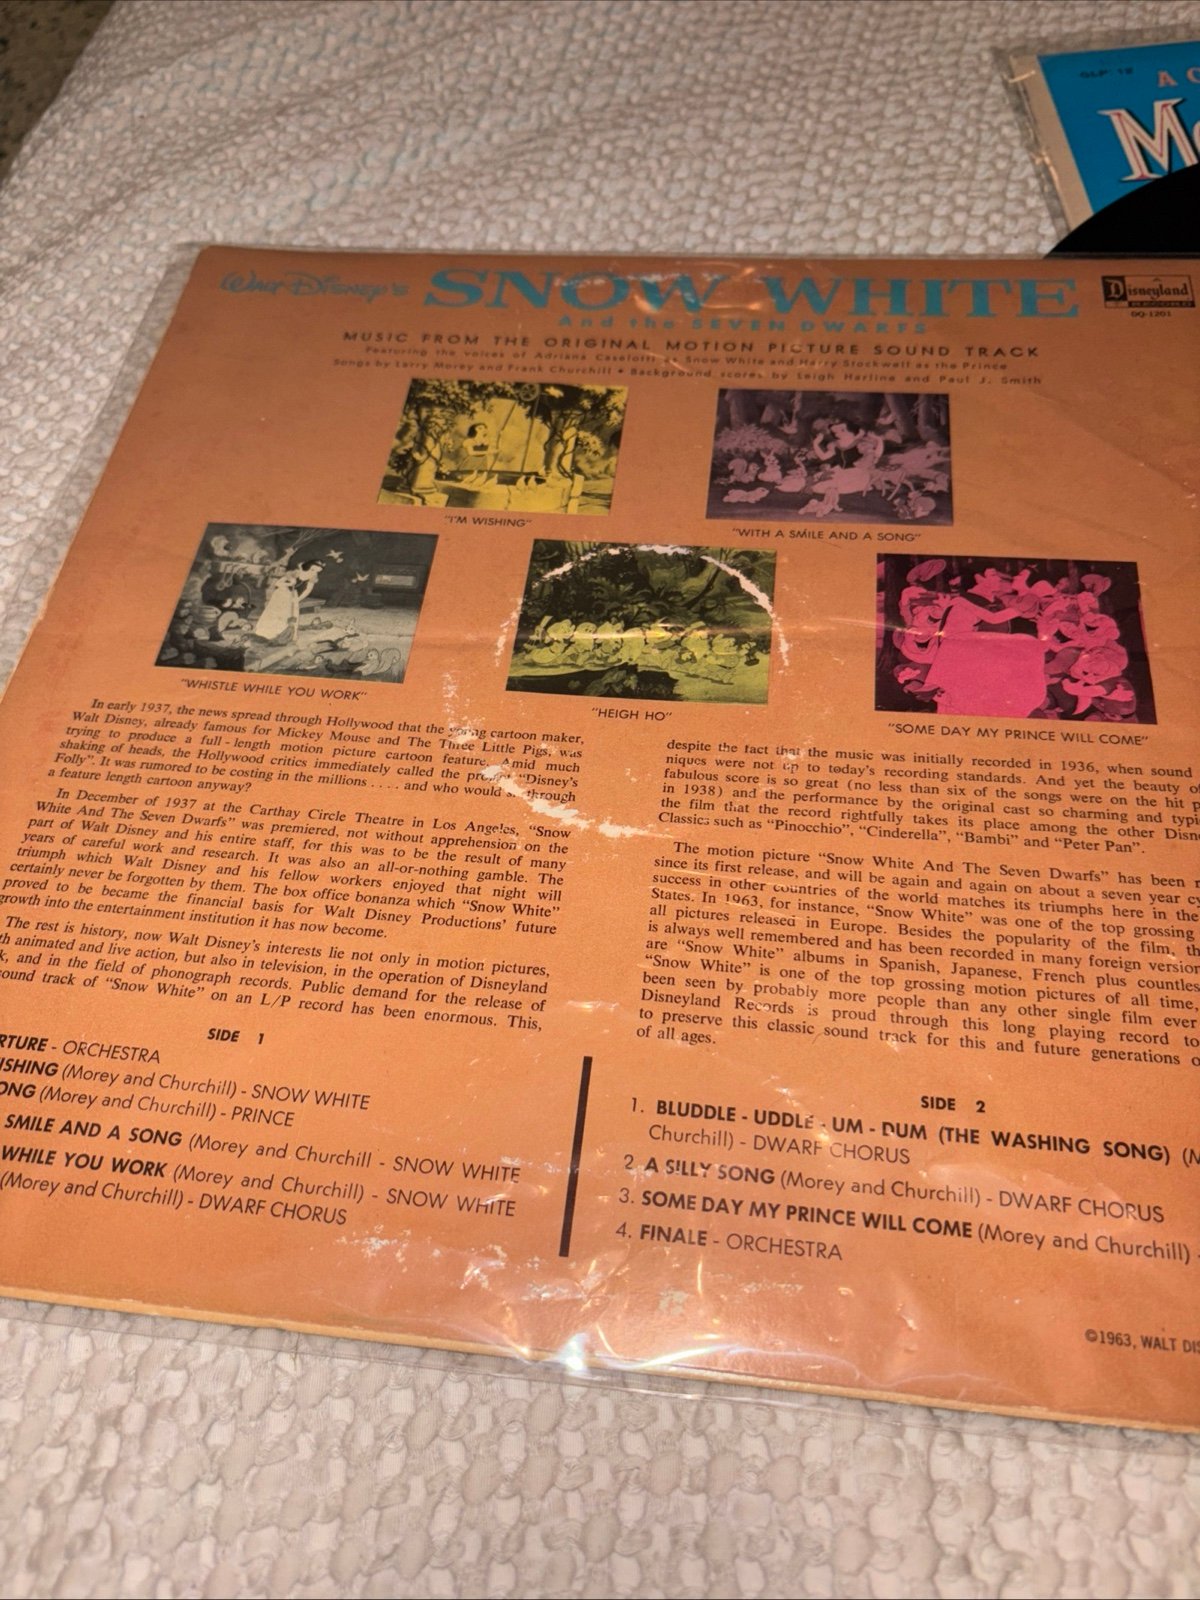 GLP 12
A C
Mo
Walt Disney's SNOW WHITE
And the SEVEN DWARFS
Disneyland
RECORDS
DQ-1201
MUSIC FROM THE ORIGINAL MOTION PICTURE SOUND TRACK
Featuring the voices of Adriana Caselotti as Snow White and Harry Stockwell as the Prince
Songs by Larry Morey and Frank Churchill • Background scores by Leigh Harline and Paul J. Smith
"I'M WISHING"
"WITH A SMILE AND A SONG"
"WHISTLE WHILE YOU WORK"
"HEIGH HO"
"SOME DAY MY PRINCE WILL COME"
In early 1937, the news spread through Hollywood that the young cartoon maker,
Walt Disney, already famous for Mickey Mouse and The Three Little Pigs, was
trying to produce a full-length motion picture cartoon feature. Amid much
shaking of heads, the Hollywood critics immediately called the project "Disney's
Folly". It was rumored to be costing in the millions .... and who would sit through
a feature length cartoon anyway?
In December of 1937 at the Carthay Circle Theatre in Los Angeles, "Snow
White And The Seven Dwarfs" was premiered, not without apprehension on the
part of Walt Disney and his entire staff, for this was to be the result of many
years of careful work and research. It was also an all-or-nothing gamble. The
triumph which Walt Disney and his fellow workers enjoyed that night will
certainly never be forgotten by them. The box office bonanza which "Snow White"
proved to be became the financial basis for Walt Disney Productions' future
growth into the entertainment institution it has now become.
The rest is history, now Walt Disney's interests lie not only in motion pictures,
th animated and live action, but also in television, in the operation of Disneyland
k, and in the field of phonograph records. Public demand for the release of
ound track of "Snow White" on an L/P record has been enormous. This,
despite the fact that the music was initially recorded in 1936, when sound
niques were not up to today's recording standards. And yet the beauty of
fabulous score is so great (no less than six of the songs were on the hit p
in 1938) and the performance by the original cast so charming and typi
the film that the record rightfully takes its place among the other Disn
Classics such as "Pinocchio", "Cinderella", "Bambi" and "Peter Pan".
The motion picture "Snow White And The Seven Dwarfs" has been r
since its first release, and will be again and again on about a seven year cy
success in other countries of the world matches its triumphs here in the
States. In 1963, for instance, "Snow White" was one of the top grossing
all pictures released in Europe. Besides the popularity of the film, th
is always well remembered and has been recorded in many foreign version
are "Snow White" albums in Spanish, Japanese, French plus countles
"Snow White" is one of the top grossing motion pictures of all time,
been seen by probably more people than any other single film ever
Disneyland Records is proud through this long playing record to
to preserve this classic sound track for this and future generations o
of all ages.
SIDE 1
RTURE - ORCHESTRA
ISHING (Morey and Churchill) - SNOW WHITE
ONG (Morey and Churchill) - PRINCE
SMILE AND A SONG (Morey and Churchill - SNOW WHITE
WHILE YOU WORK (Morey and Churchill) - SNOW WHITE
(Morey and Churchill) - DWARF CHORUS
SIDE 2
1. BLUDDLE - UDDLE - UM - DUM (THE WASHING SONG) (M
Churchill) - DWARF CHORUS
2. A SILLY SONG (Morey and Churchill) - DWARF CHORUS
3. SOME DAY MY PRINCE WILL COME (Morey and Churchill) -
4. FINALE - ORCHESTRA
©1963, WALT DIS